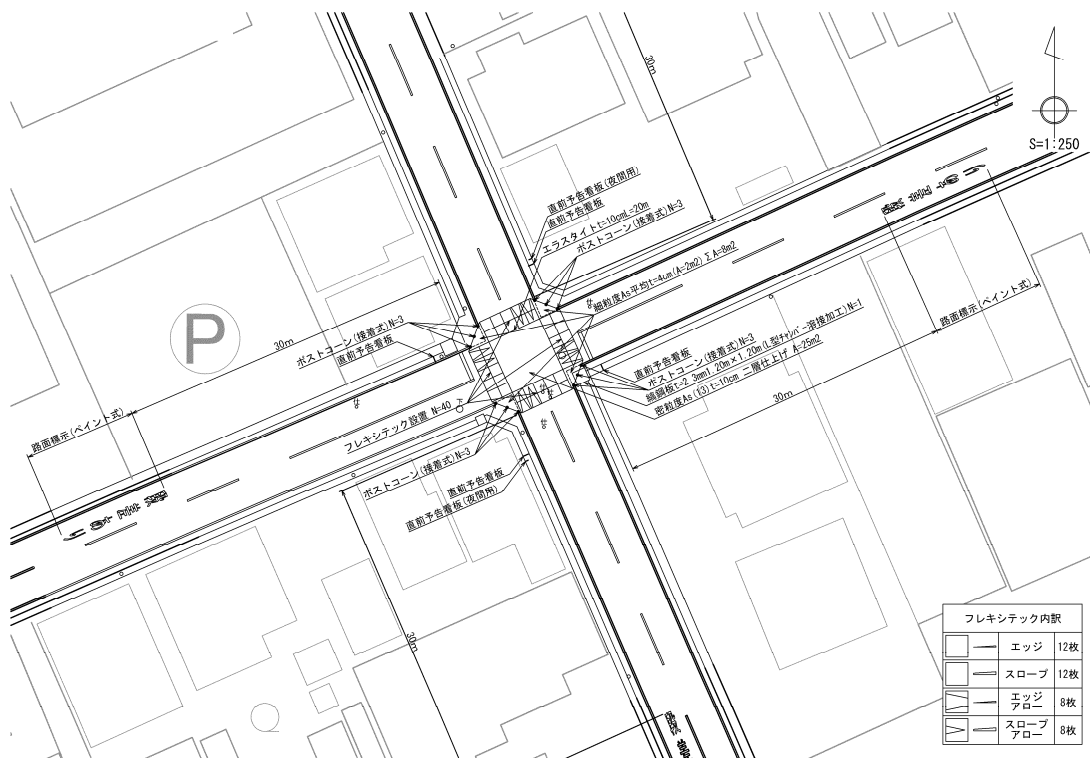 30m
S=1:250
直前予告看板(夜間用)
直前予告看板
エラスタイトt=10cmL=20m
ポストコーン(接着式)N=3
細粒度As平均t=4cm(A=2m2) ΣA=8m2
P
ポストコーン(接着式)N=3
直前予告看板
30m
直前予告看板
ポストコーン(接着式)N=3
縞鋼板t=2.3mm1.20m×1.20m(L型チャンバー溶接加工)N=1
密粒度As(13)t=10cm 二層仕上げ A=25m2
30m
路面標示(ペイント式)
路面標示(ペイント式)
フレキシテック設置 N=40
ポストコーン(接着式)N=3
直前予告看板
直前予告看板(夜間用)
30m
フレキシテック内訳
エッジ 12枚
スロープ 12枚
エッジ
アロー 8枚
スロープ
アロー 8枚